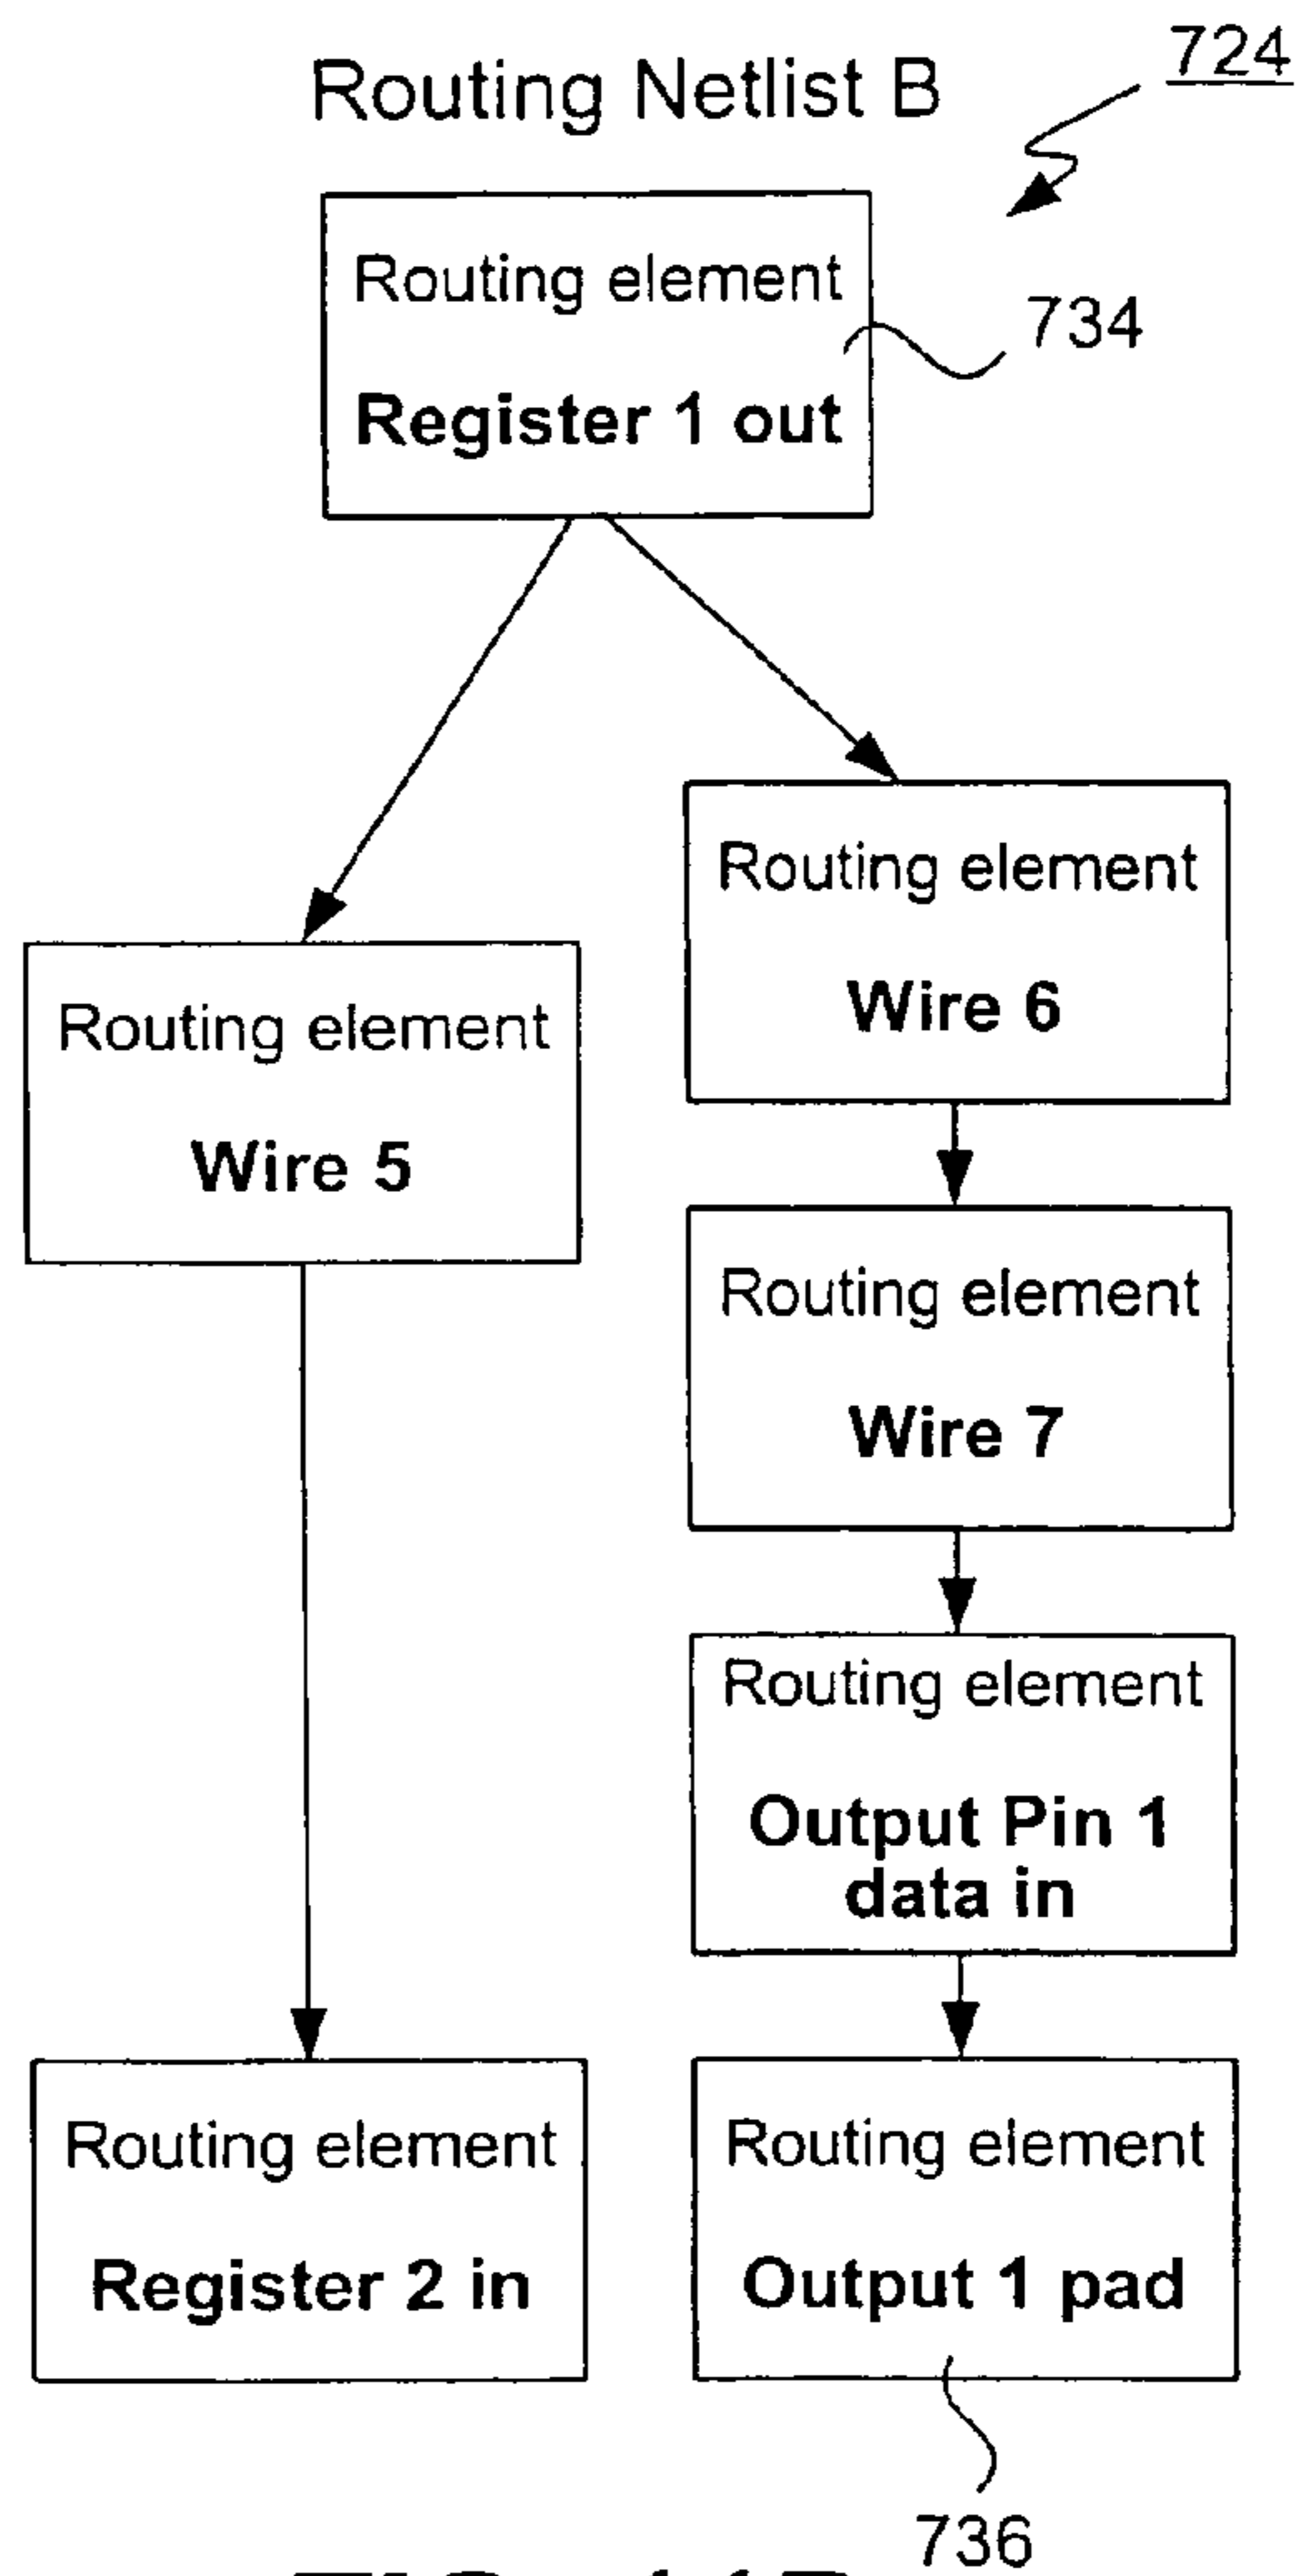 724
Routing Netlist B
Routing element
734
Register 1 out
Routing element
Wire 6
Routing element
Wire 5
Routing element
Wire 7
Routing element
Output Pin 1
data in
Routing element
Register 2 in
Routing element
Output 1 pad
736